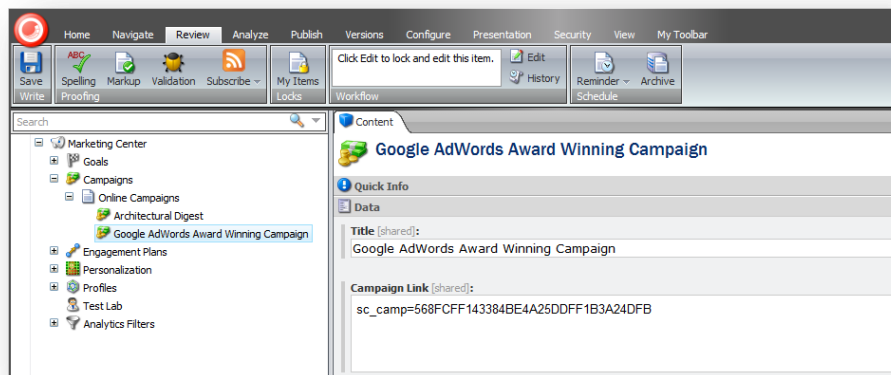 Home Navigate Review Analyze Publish Versions Configure Presentation Security View My Toolbar
ABC
Click Edit to lock and edit this item.
Edit
History
Save Spelling Markup Validation Subscribe My Items Reminder Archive
Write Proofing Locks Workflow Schedule
Search
Content
Marketing Center
Goals
Campaigns
Online Campaigns
Architectural Digest
Google AdWords Award Winning Campaign
Engagement Plans
Personalization
Profiles
Test Lab
Analytics Filters
Google AdWords Award Winning Campaign
Quick Info
Data
Title [shared]:
Google AdWords Award Winning Campaign
Campaign Link [shared]:
sc_camp=568FCFF143384BE4A25DDFF1B3A24DFB